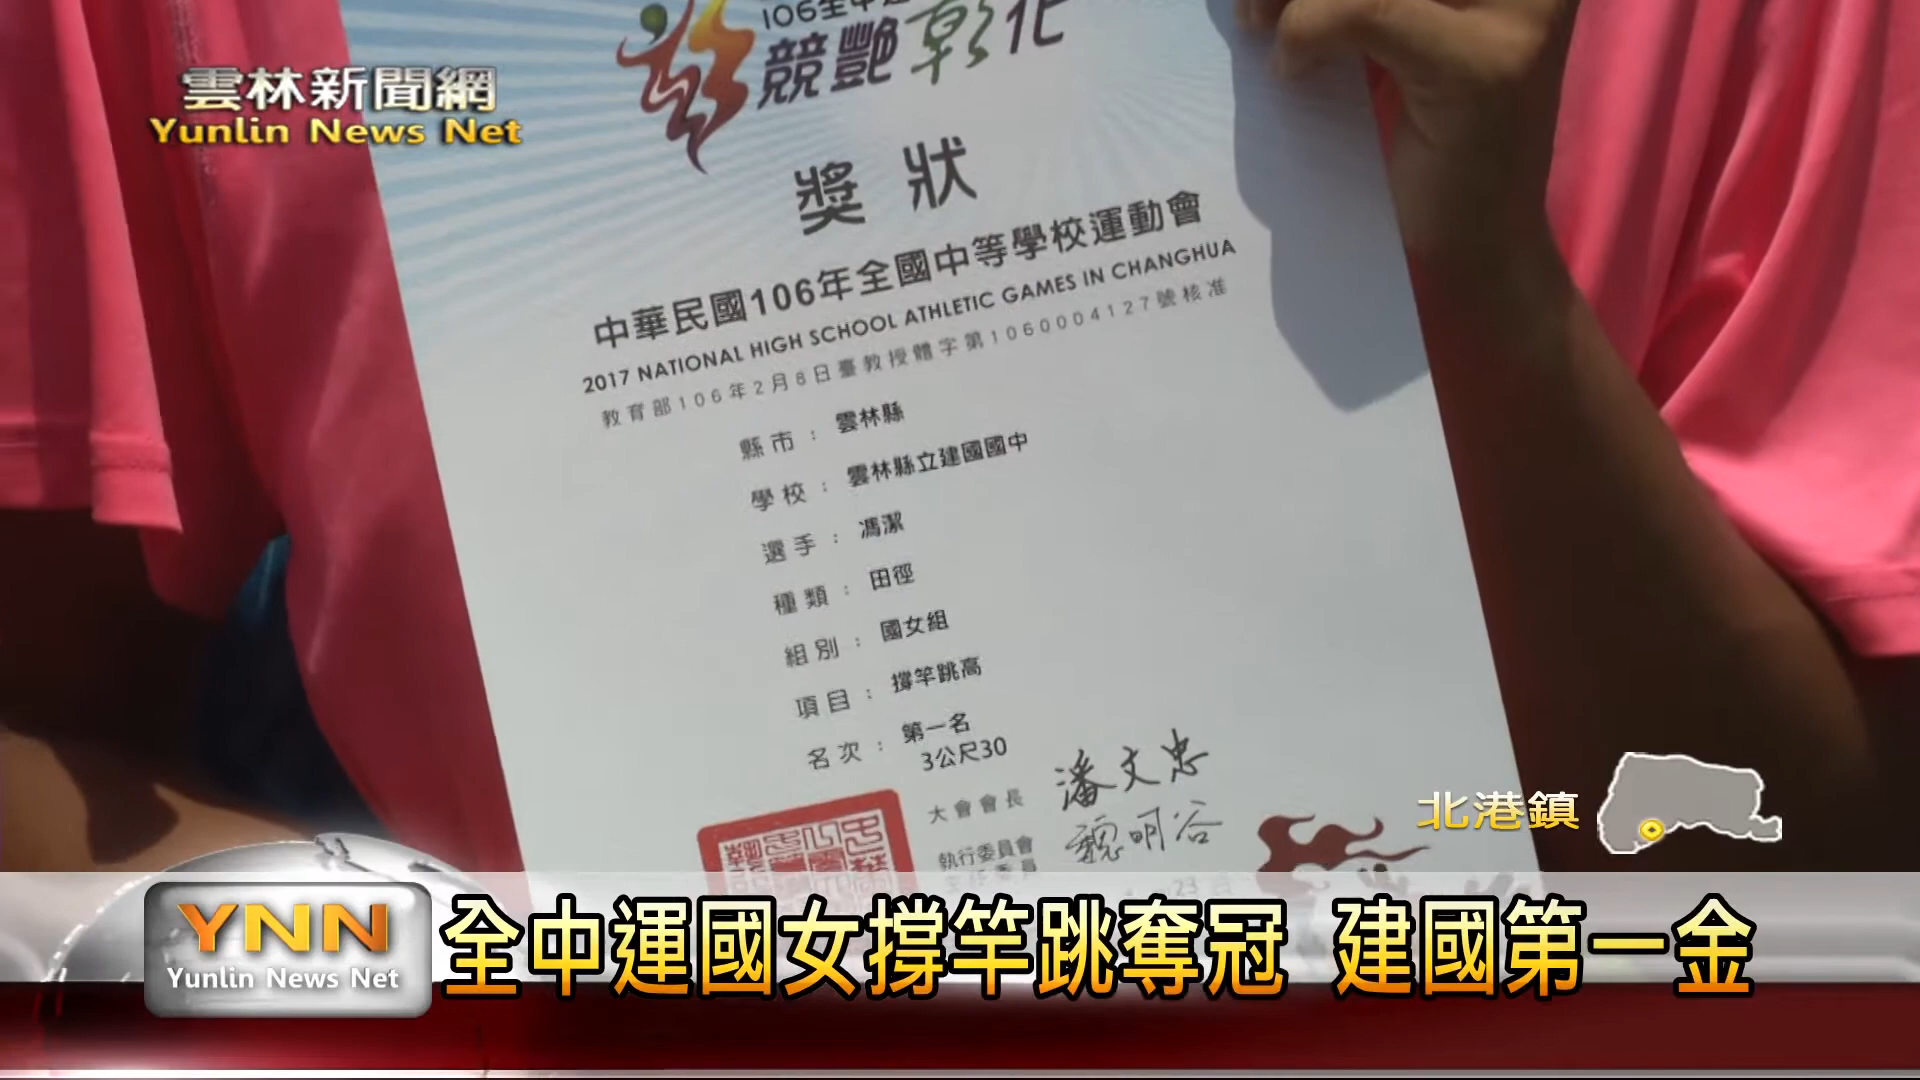 106全中運
競艷彰化
雲林新聞網
Yunlin News Net
獎狀
中華民國106年全國中等學校運動會
2017 NATIONAL HIGH SCHOOL ATHLETIC GAMES IN CHANGHUA
教育部106年2月8日臺教授體字第1060004127號核准
縣市：雲林縣
學校：雲林縣立建國國中
選手：馮潔
種類：田徑
組別：國女組
項目：撐竿跳高
名次：第一名
3公尺30
大會會長 潘文忠
執行委員會 魏明谷
主任委員
北港鎮
YNN
Yunlin News Net
全中運國女撐竿跳奪冠 建國第一金